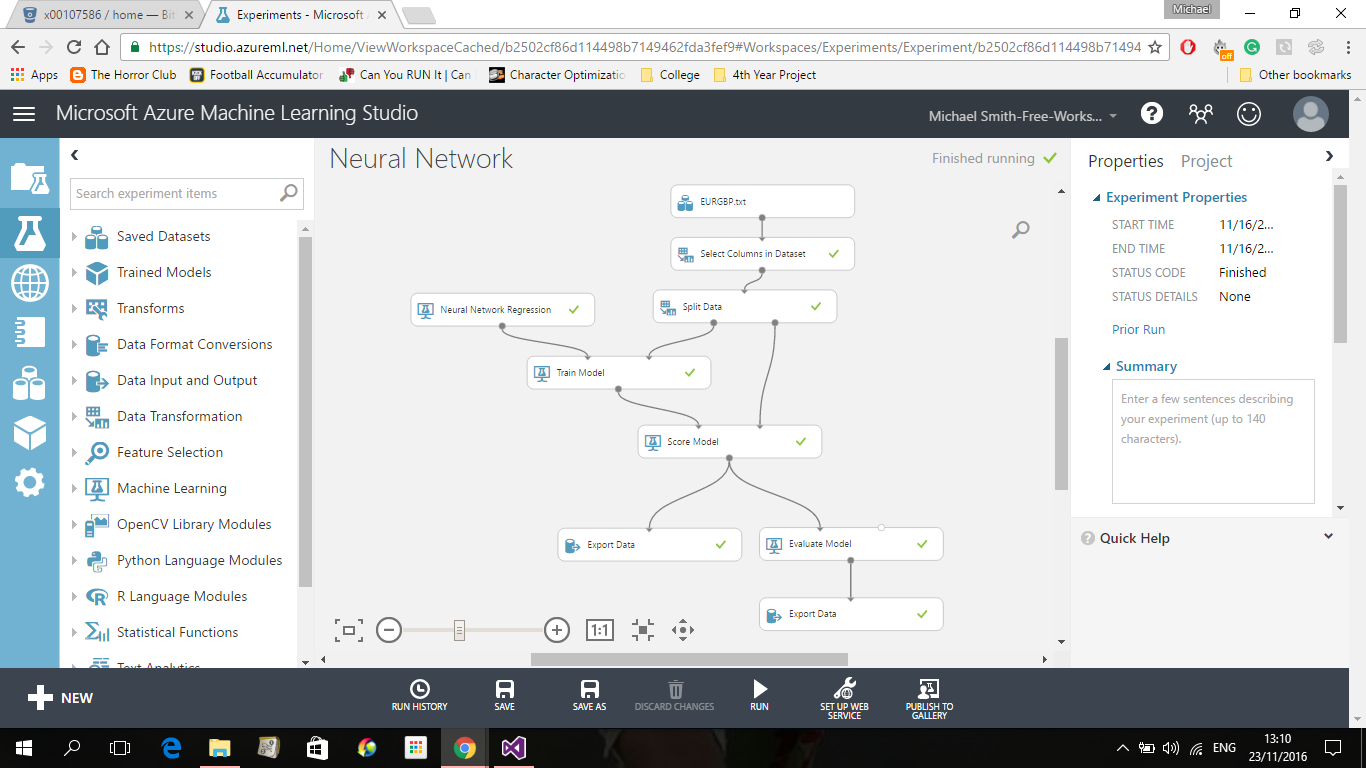 Michael
x00107586 / home — Bit
Experiments - Microsoft A
https://studio.azureml.net/Home/ViewWorkspaceCached/b2502cf86d114498b7149462fda3fef9#Workspaces/Experiments/Experiment/b2502cf86d114498b71494
off
Apps
The Horror Club
Football Accumulator
Can You RUN It | Can
Character Optimizatio
College
4th Year Project
Other bookmarks
Microsoft Azure Machine Learning Studio
Michael Smith-Free-Works...
Search experiment items
Saved Datasets
Trained Models
Transforms
Data Format Conversions
Data Input and Output
Data Transformation
Feature Selection
Machine Learning
OpenCV Library Modules
Python Language Modules
R Language Modules
Statistical Functions
Text Analytics
Neural Network
Finished running
EURGBP.txt
Select Columns in Dataset
Neural Network Regression
Split Data
Train Model
Score Model
Export Data
Evaluate Model
Export Data
1:1
Properties
Project
Experiment Properties
START TIME 11/16/2...
END TIME 11/16/2...
STATUS CODE Finished
STATUS DETAILS None
Prior Run
Summary
Enter a few sentences describing
your experiment (up to 140
characters).
Quick Help
NEW
RUN HISTORY
SAVE
SAVE AS
DISCARD CHANGES
RUN
SET UP WEB
SERVICE
PUBLISH TO
GALLERY
ENG
13:10
23/11/2016